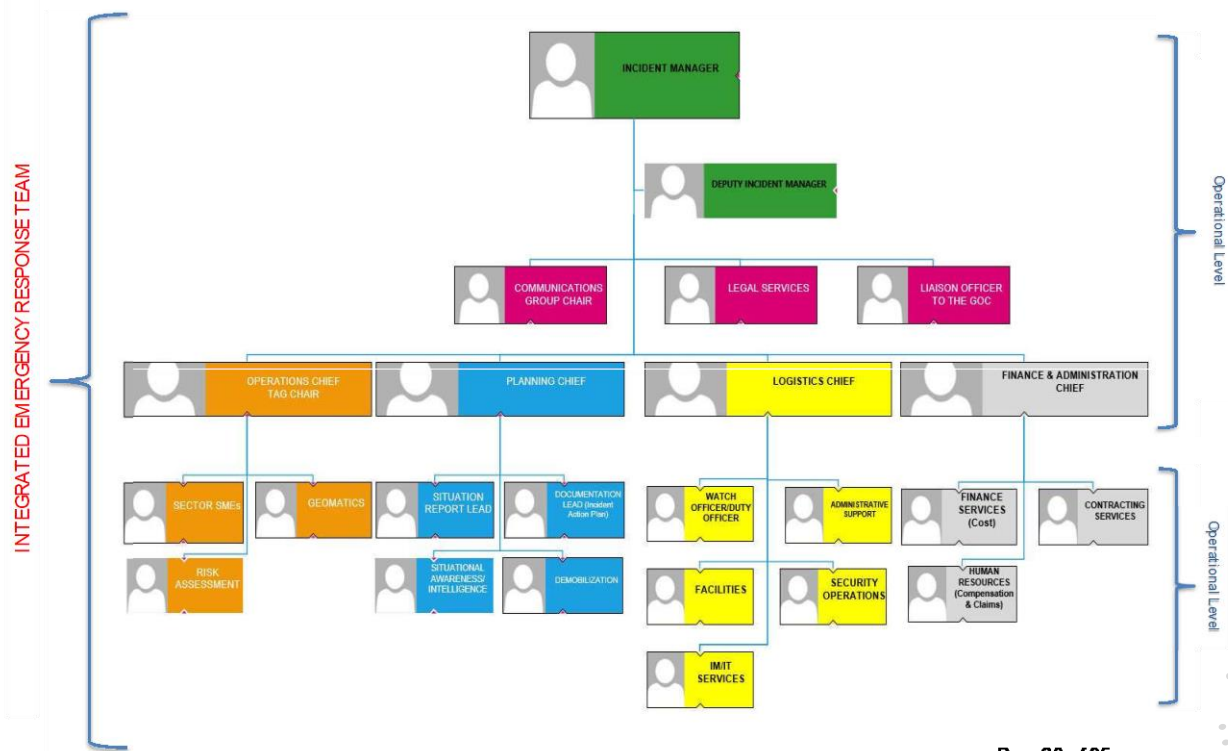 INTEGRATED EMERGENCY RESPONSE TEAM
INCIDENT MANAGER
Operational Level
DEPUTY INCIDENT MANAGER
COMMUNICATIONS
GROUP CHAIR
LEGAL SERVICES
LIAISON OFFICER
TO THE GOC
OPERATIONS CHIEF
TAG CHAIR
PLANNING CHIEF
LOGISTICS CHIEF
FINANCE & ADMINISTRATION
CHIEF
SECTOR SMEs
GEOMATICS
SITUATION
REPORT LEAD
DOCUMENTATION
LEAD (Incident
Action Plan)
WATCH
OFFICER/DUTY
OFFICER
ADMINISTRATIVE
SUPPORT
FINANCE
SERVICES
(Cost)
CONTRACTING
SERVICES
Operational Level
RISK
ASSESSMENT
SITUATIONAL
AWARENESS/
INTELLIGENCE
DEMOBILIZATION
FACILITIES
SECURITY
OPERATIONS
HUMAN
RESOURCES
(Compensation
& Claims)
IM/IT
SERVICES